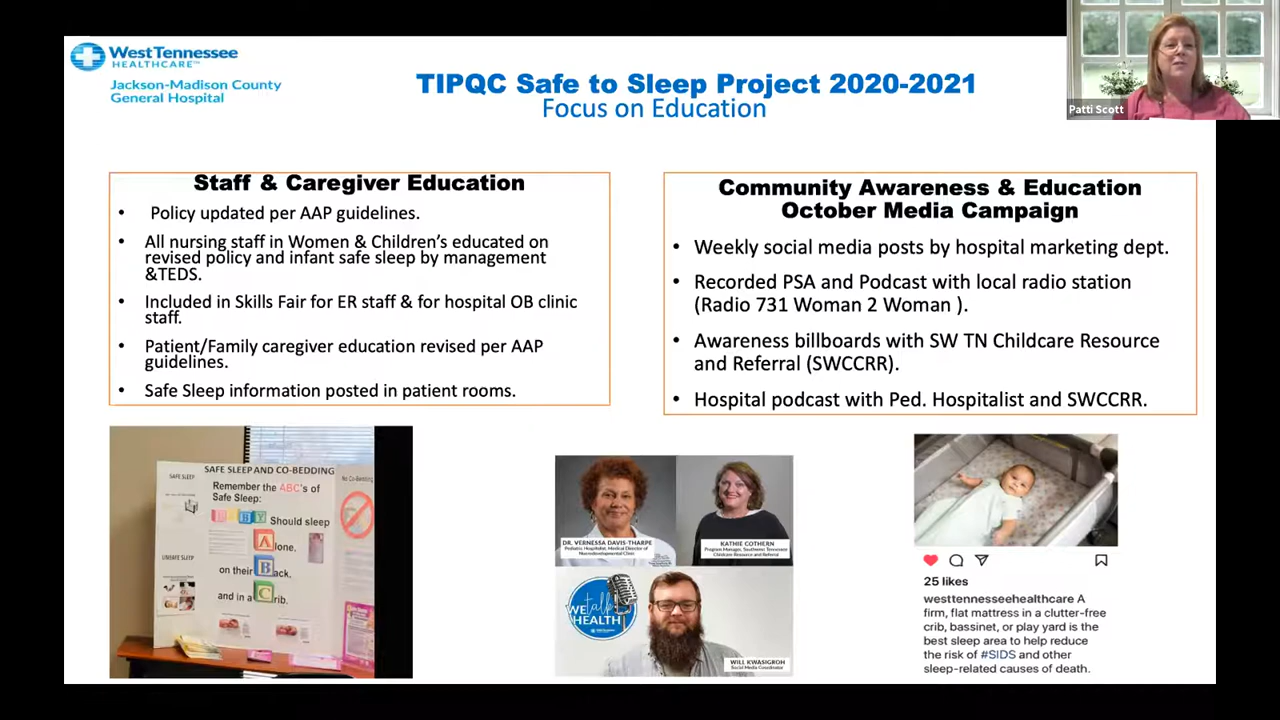 West Tennessee
HEALTHCARE
Jackson-Madison County
General Hospital
TIPQC Safe to Sleep Project 2020-2021
Focus on Education
Patti Scott
Staff & Caregiver Education
• Policy updated per AAP guidelines.
• All nursing staff in Women & Children’s educated on
revised policy and infant safe sleep by management
&TEDS.
• Included in Skills Fair for ER staff & for hospital OB clinic
staff.
• Patient/Family caregiver education revised per AAP
guidelines.
• Safe Sleep information posted in patient rooms.
Community Awareness & Education
October Media Campaign
• Weekly social media posts by hospital marketing dept.
• Recorded PSA and Podcast with local radio station
(Radio 731 Woman 2 Woman ).
• Awareness billboards with SW TN Childcare Resource
and Referral (SWCCRR).
• Hospital podcast with Ped. Hospitalist and SWCCRR.
SAFE SLEEP AND CO-BEDDING
SAFE SLEEP
Remember the ABC's of
Safe Sleep:
BABY Should sleep
Alone,
on their Back,
and in a Crib.
UNSAFE SLEEP
No Co-Bedding
DR. VERNESSA DAVIS-THARPE
Pediatric Hospitalist, Medical Director of
Neurodevelopmental Clinic
KATHIE COTHERN
Program Manager, Southwest Tennessee
Childcare Resource and Referral
WE talk
HEALTH
WILL KWASIGROH
Social Media Coordinator
25 likes
westtennesseehealthcare A
firm, flat mattress in a clutter-free
crib, bassinet, or play yard is the
best sleep area to help reduce
the risk of #SIDS and other
sleep-related causes of death.